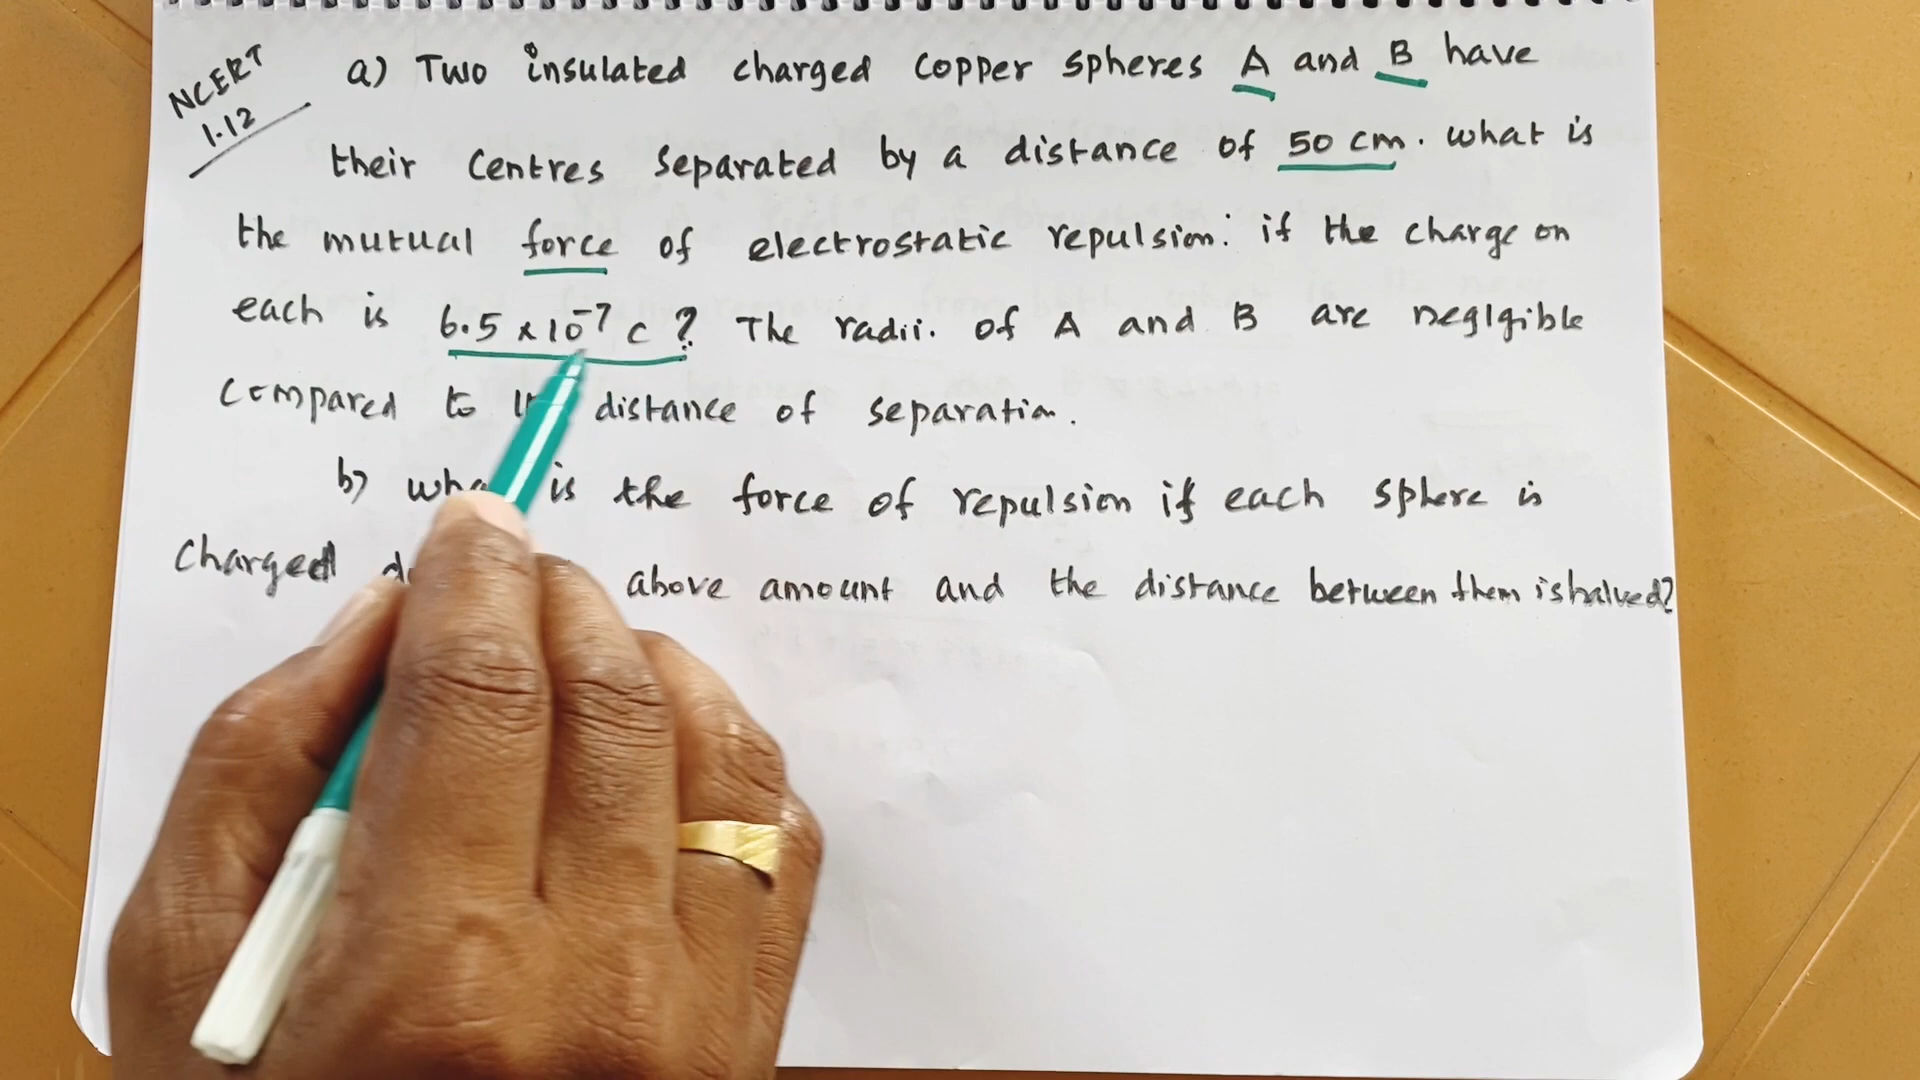 NCERT
1.12
a) Two insulated charged copper spheres A and B have
their centres separated by a distance of 50 cm. what is
the mutual force of electrostatic repulsion: if the charge on
each is 6.5 x 10⁻⁷ c ? The radii. of A and B are neglgible
compared to distance of separation.
b) is the force of repulsion if each sphere is
charged above amount and the distance between them is halved?